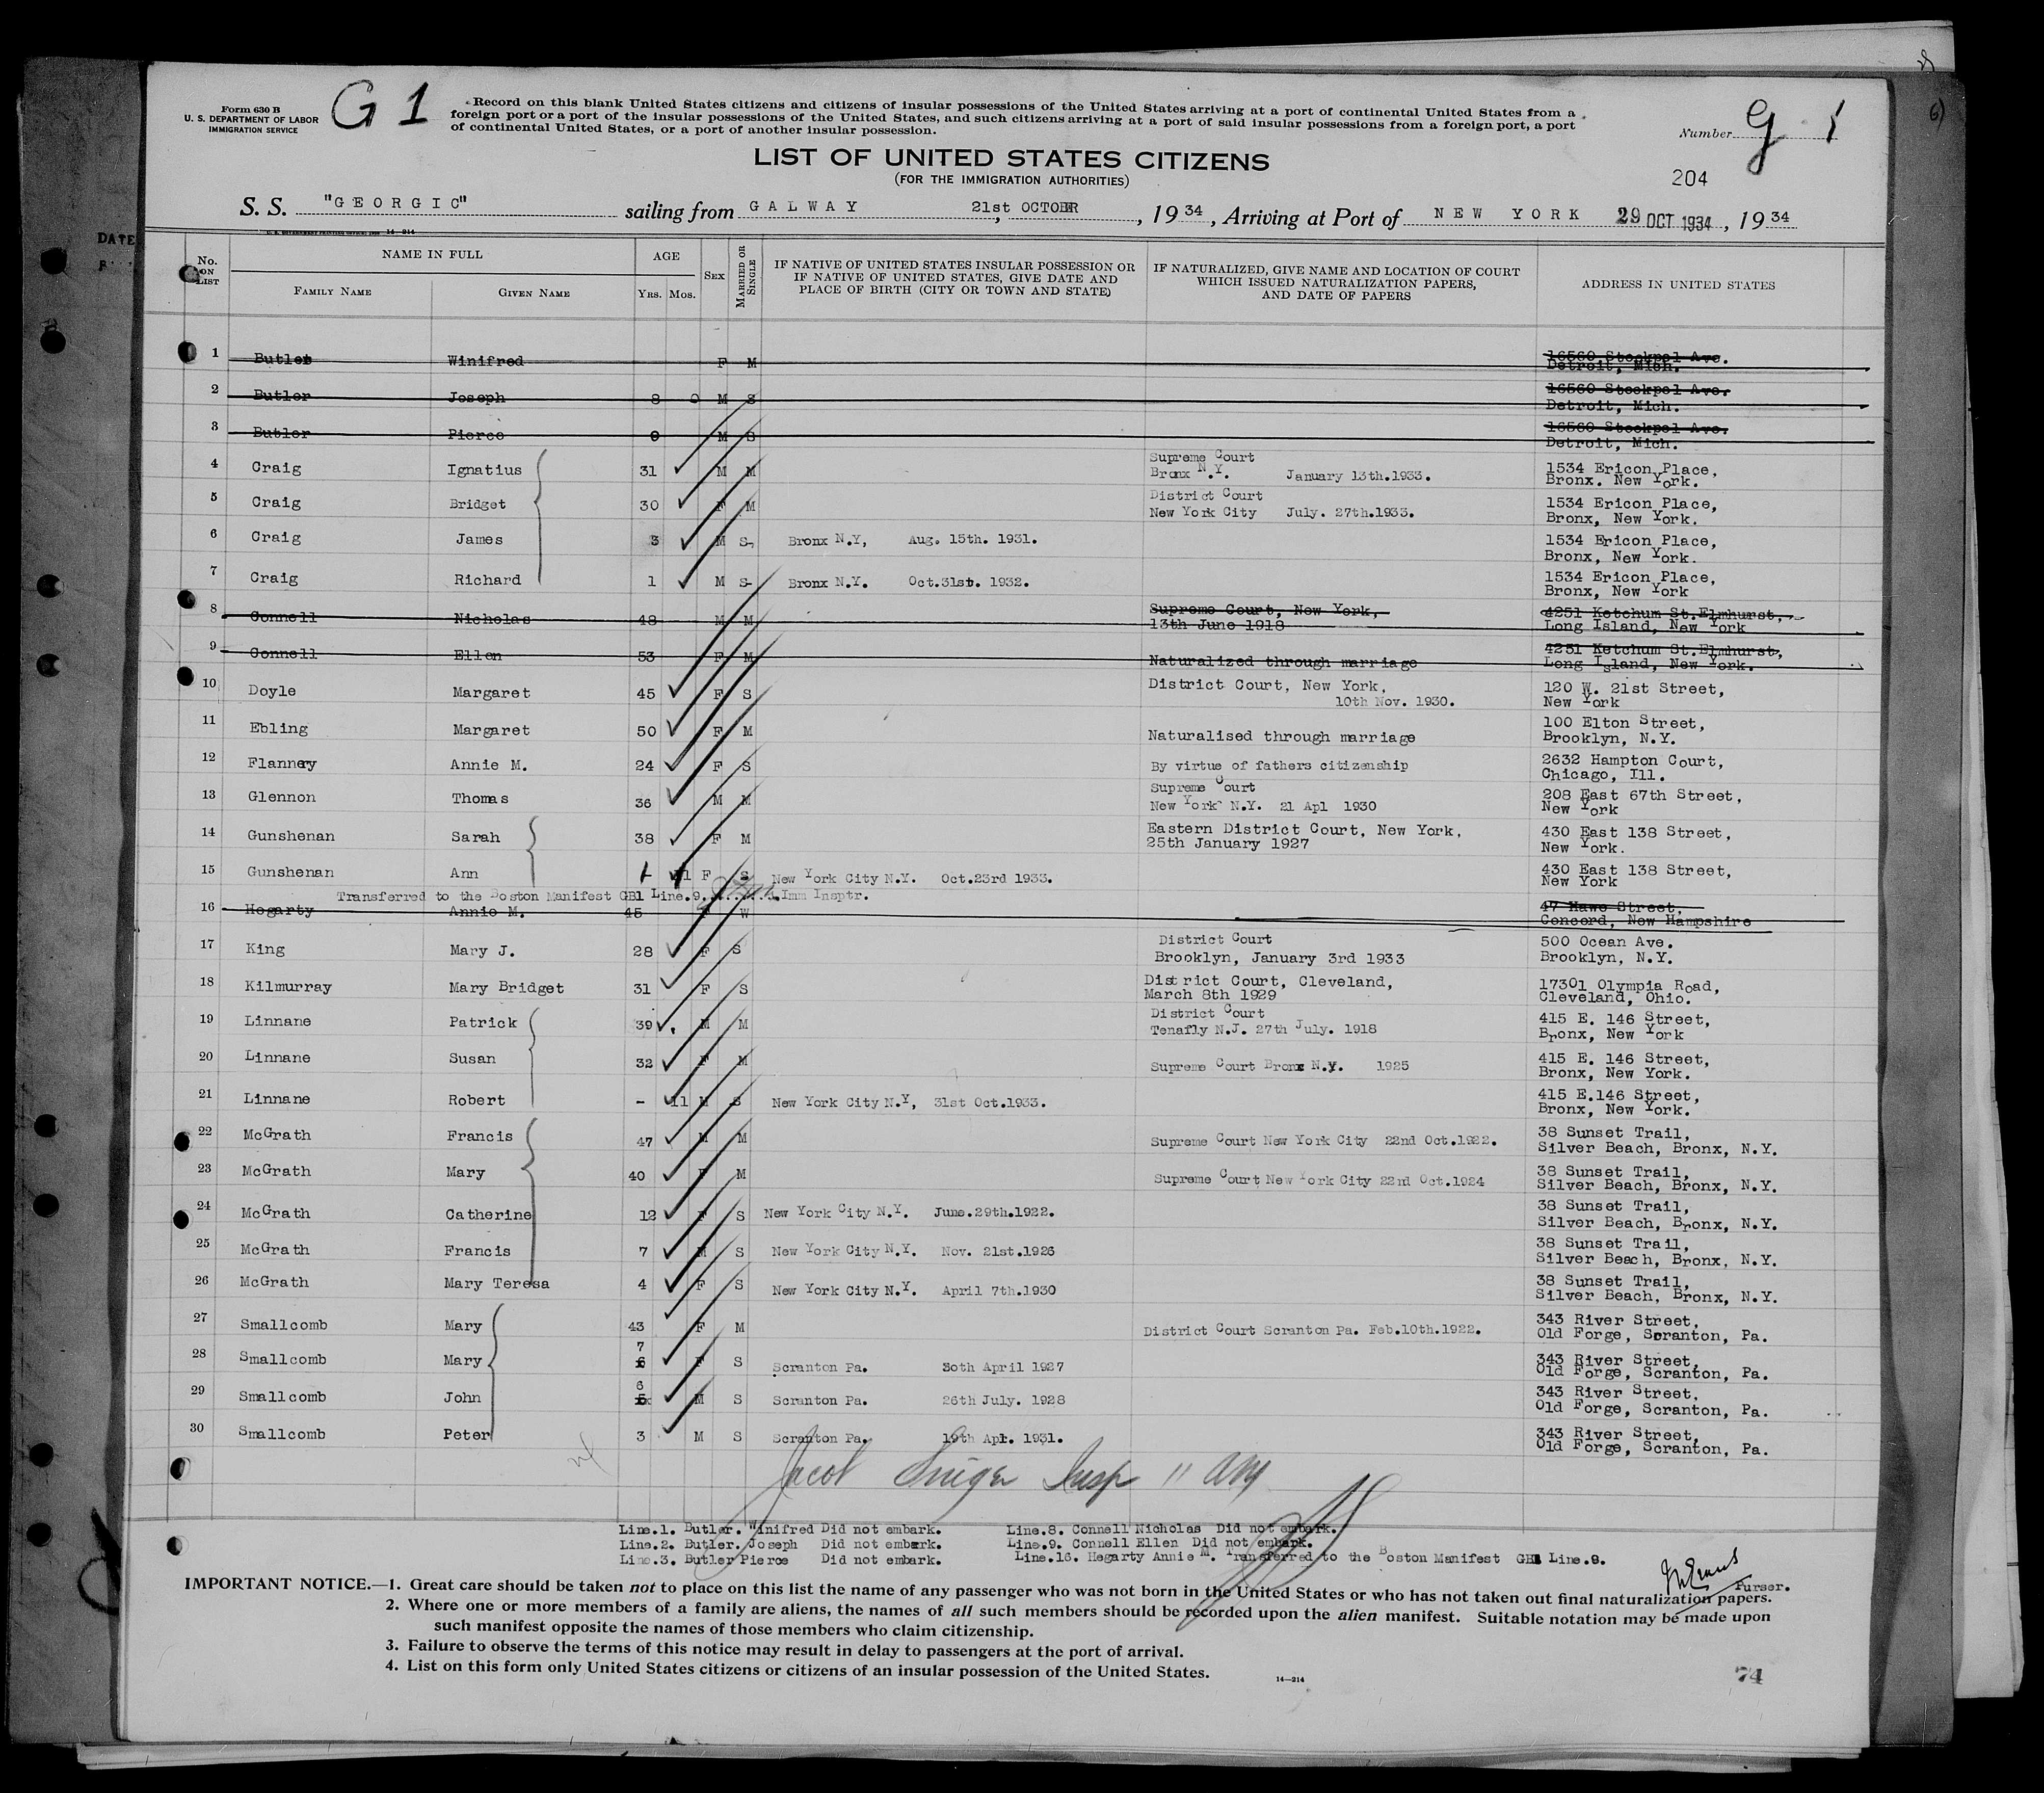 Form 630 B
U. S. DEPARTMENT OF LABOR
IMMIGRATION SERVICE
G 1
Record on this blank United States citizens and citizens of insular possessions of the United States arriving at a port of continental United States from a
foreign port or a port of the insular possessions of the United States, and such citizens arriving at a port of said insular possessions from a foreign port, a port
of continental United States, or a port of another insular possession.
Number g 1
LIST OF UNITED STATES CITIZENS
(FOR THE IMMIGRATION AUTHORITIES)
204
S. S. "GEORGIC" sailing from GALWAY, 21st OCTOBER, 1934, Arriving at Port of NEW YORK 29 OCT 1934, 1934
DATE
No. ON LIST
NAME IN FULL
FAMILY NAME GIVEN NAME
AGE
YRS. MOS.
SEX
MARRIED OR SINGLE
IF NATIVE OF UNITED STATES INSULAR POSSESSION OR
IF NATIVE OF UNITED STATES, GIVE DATE AND
PLACE OF BIRTH (CITY OR TOWN AND STATE)
IF NATURALIZED, GIVE NAME AND LOCATION OF COURT
WHICH ISSUED NATURALIZATION PAPERS,
AND DATE OF PAPERS
ADDRESS IN UNITED STATES
1 Butler Winifred F M 16560 Stockpol Ave.
Detroit, Mich.
2 Butler Joseph 8 0 M S 16560 Stockpol Ave.
Detroit, Mich.
3 Butler Pierce 9 M S 16560 Stockpol Ave.
Detroit, Mich.
4 Craig Ignatius 31 M M Supreme Court
Bronx N.Y. January 13th.1933. 1534 Ericon Place,
Bronx. New York.
5 Craig Bridget 30 F M District Court
New York City July. 27th.1933. 1534 Ericon Place,
Bronx, New York.
6 Craig James 3 M S Bronx N.Y, Aug. 15th. 1931. 1534 Ericon Place,
Bronx, New York.
7 Craig Richard 1 M S Bronx N.Y. Oct.31st. 1932. 1534 Ericon Place,
Bronx, New York
8 Connell Nicholas 48 M M Supreme Court, New York,
13th June 1918 4251 Ketchum St.Elmhurst,
Long Island, New York
9 Connell Ellen 53 F M Naturalized through marriage 4251 Ketchum St.Elmhurst,
Long Island, New York.
10 Doyle Margaret 45 F S District Court, New York,
10th Nov. 1930. 120 W. 21st Street,
New York
11 Ebling Margaret 50 F M Naturalised through marriage 100 Elton Street,
Brooklyn, N.Y.
12 Flannery Annie M. 24 F S By virtue of fathers citizenship 2632 Hampton Court,
Chicago, Ill.
13 Glennon Thomas 36 M M Supreme Court
New York N.Y. 21 Apl 1930 208 East 67th Street,
New York
14 Gunshenan Sarah 38 F M Eastern District Court, New York,
25th January 1927 430 East 138 Street,
New York.
15 Gunshenan Ann 1 11 F S New York City N.Y. Oct.23rd 1933. 430 East 138 Street,
New York
Transferred to the Boston Manifest GB1 Line.9. Imm Insptr.
16 Hegarty Annie M. 45 F W 47 Hawe Street,
Concord, New Hampshire
17 King Mary J. 28 F S District Court
Brooklyn, January 3rd 1933 500 Ocean Ave.
Brooklyn, N.Y.
18 Kilmurray Mary Bridget 31 F S District Court, Cleveland,
March 8th 1929 17301 Olympia Road,
Cleveland, Ohio.
19 Linnane Patrick 39 M M District Court
Tenafly N.J. 27th July. 1918 415 E. 146 Street,
Bronx, New York
20 Linnane Susan 32 F M Supreme Court Bronx N.Y. 1925 415 E. 146 Street,
Bronx, New York.
21 Linnane Robert - 11 M S New York City N.Y, 31st Oct.1933. 415 E.146 Street,
Bronx, New York.
22 McGrath Francis 47 M M Supreme Court New York City 22nd Oct.1922. 38 Sunset Trail,
Silver Beach, Bronx, N.Y.
23 McGrath Mary 40 F M Supreme Court New York City 22nd Oct.1924 38 Sunset Trail,
Silver Beach, Bronx, N.Y.
24 McGrath Catherine 12 F S New York City N.Y. June.29th.1922. 38 Sunset Trail,
Silver Beach, Bronx, N.Y.
25 McGrath Francis 7 M S New York City N.Y. Nov. 21st.1926 38 Sunset Trail,
Silver Beach, Bronx, N.Y.
26 McGrath Mary Teresa 4 F S New York City N.Y. April 7th.1930 38 Sunset Trail,
Silver Beach, Bronx, N.Y.
27 Smallcomb Mary 43 F M District Court Scranton Pa. Feb.10th.1922. 343 River Street,
Old Forge, Scranton, Pa.
28 Smallcomb Mary 7 6 F S Scranton Pa. 30th April 1927 343 River Street,
Old Forge, Scranton, Pa.
29 Smallcomb John 6 5 M S Scranton Pa. 26th July. 1928 343 River Street,
Old Forge, Scranton, Pa.
30 Smallcomb Peter 3 M S Scranton Pa. 19th Apl. 1931. 343 River Street,
Old Forge, Scranton, Pa.
Jacob Insp
Line.1. Butler. Winifred Did not embark. Line.8. Connell Nicholas Did not embark.
Line.2. Butler. Joseph Did not embark. Line.9. Connell Ellen Did not embark.
Line.3. Butler Pierce Did not embark. Line.16. Hegarty Annie M. Transferred to the Boston Manifest GB1 Line.9.
Purser.
IMPORTANT NOTICE.—1. Great care should be taken not to place on this list the name of any passenger who was not born in the United States or who has not taken out final naturalization papers.
2. Where one or more members of a family are aliens, the names of all such members should be recorded upon the alien manifest. Suitable notation may be made upon
such manifest opposite the names of those members who claim citizenship.
3. Failure to observe the terms of this notice may result in delay to passengers at the port of arrival.
4. List on this form only United States citizens or citizens of an insular possession of the United States.
14—214
74